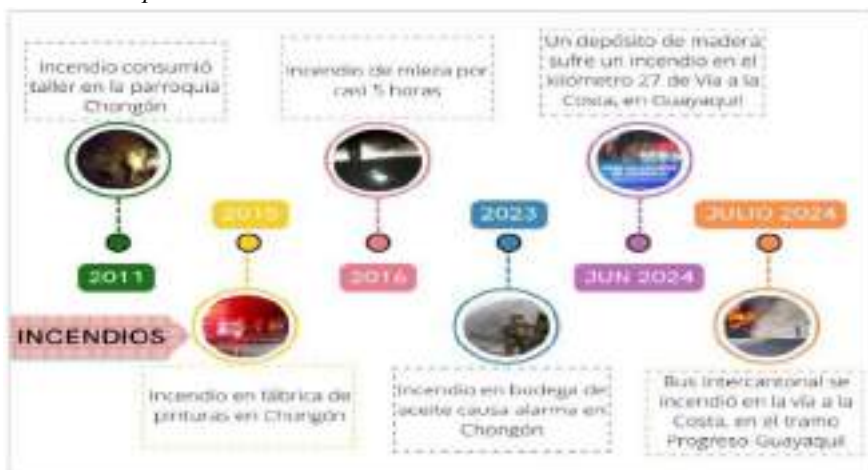 Incendio consumió
taller en la parroquia
Chongón
2011
2015
Incendio en fábrica de
pinturas en Chongón
Incendio de maleza por
casi 5 horas
2016
2023
Incendio en bodega de
aceite causa alarma en
Chongón
Un depósito de madera
sufre un incendio en el
kilómetro 27 de Vía a la
Costa, en Guayaquil
JUN 2024
JULIO 2024
Bus intercantonal se
incendió en la vía a la
Costa, en el tramo
Progreso Guayaquil
INCENDIOS